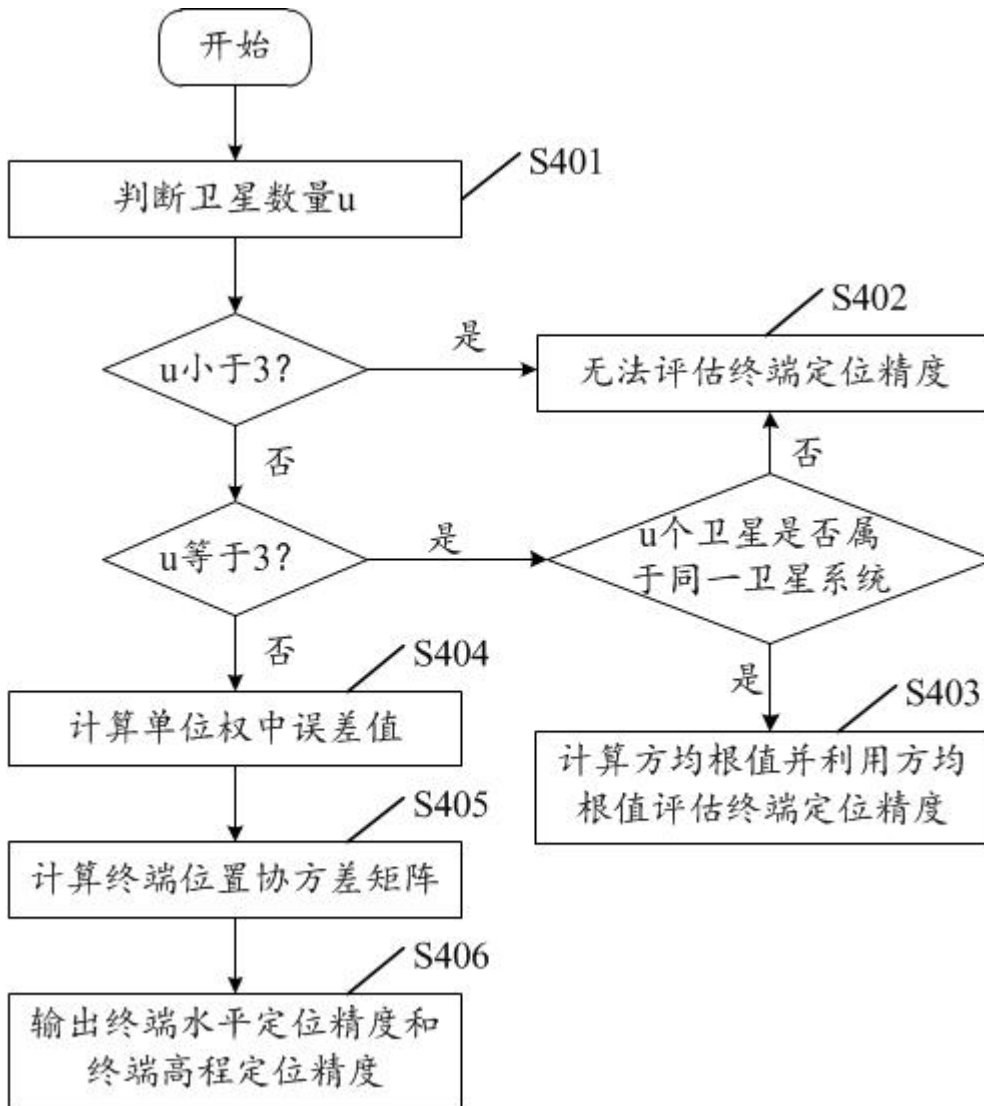 开始
S401
判断卫星数量u
S402
u小于3?
是
无法评估终端定位精度
否
否
u等于3?
是
u个卫星是否属
于同一卫星系统
否
S404
是
S403
计算单位权中误差值
计算方均根值并利用方均
根值评估终端定位精度
S405
计算终端位置协方差矩阵
S406
输出终端水平定位精度和
终端高程定位精度